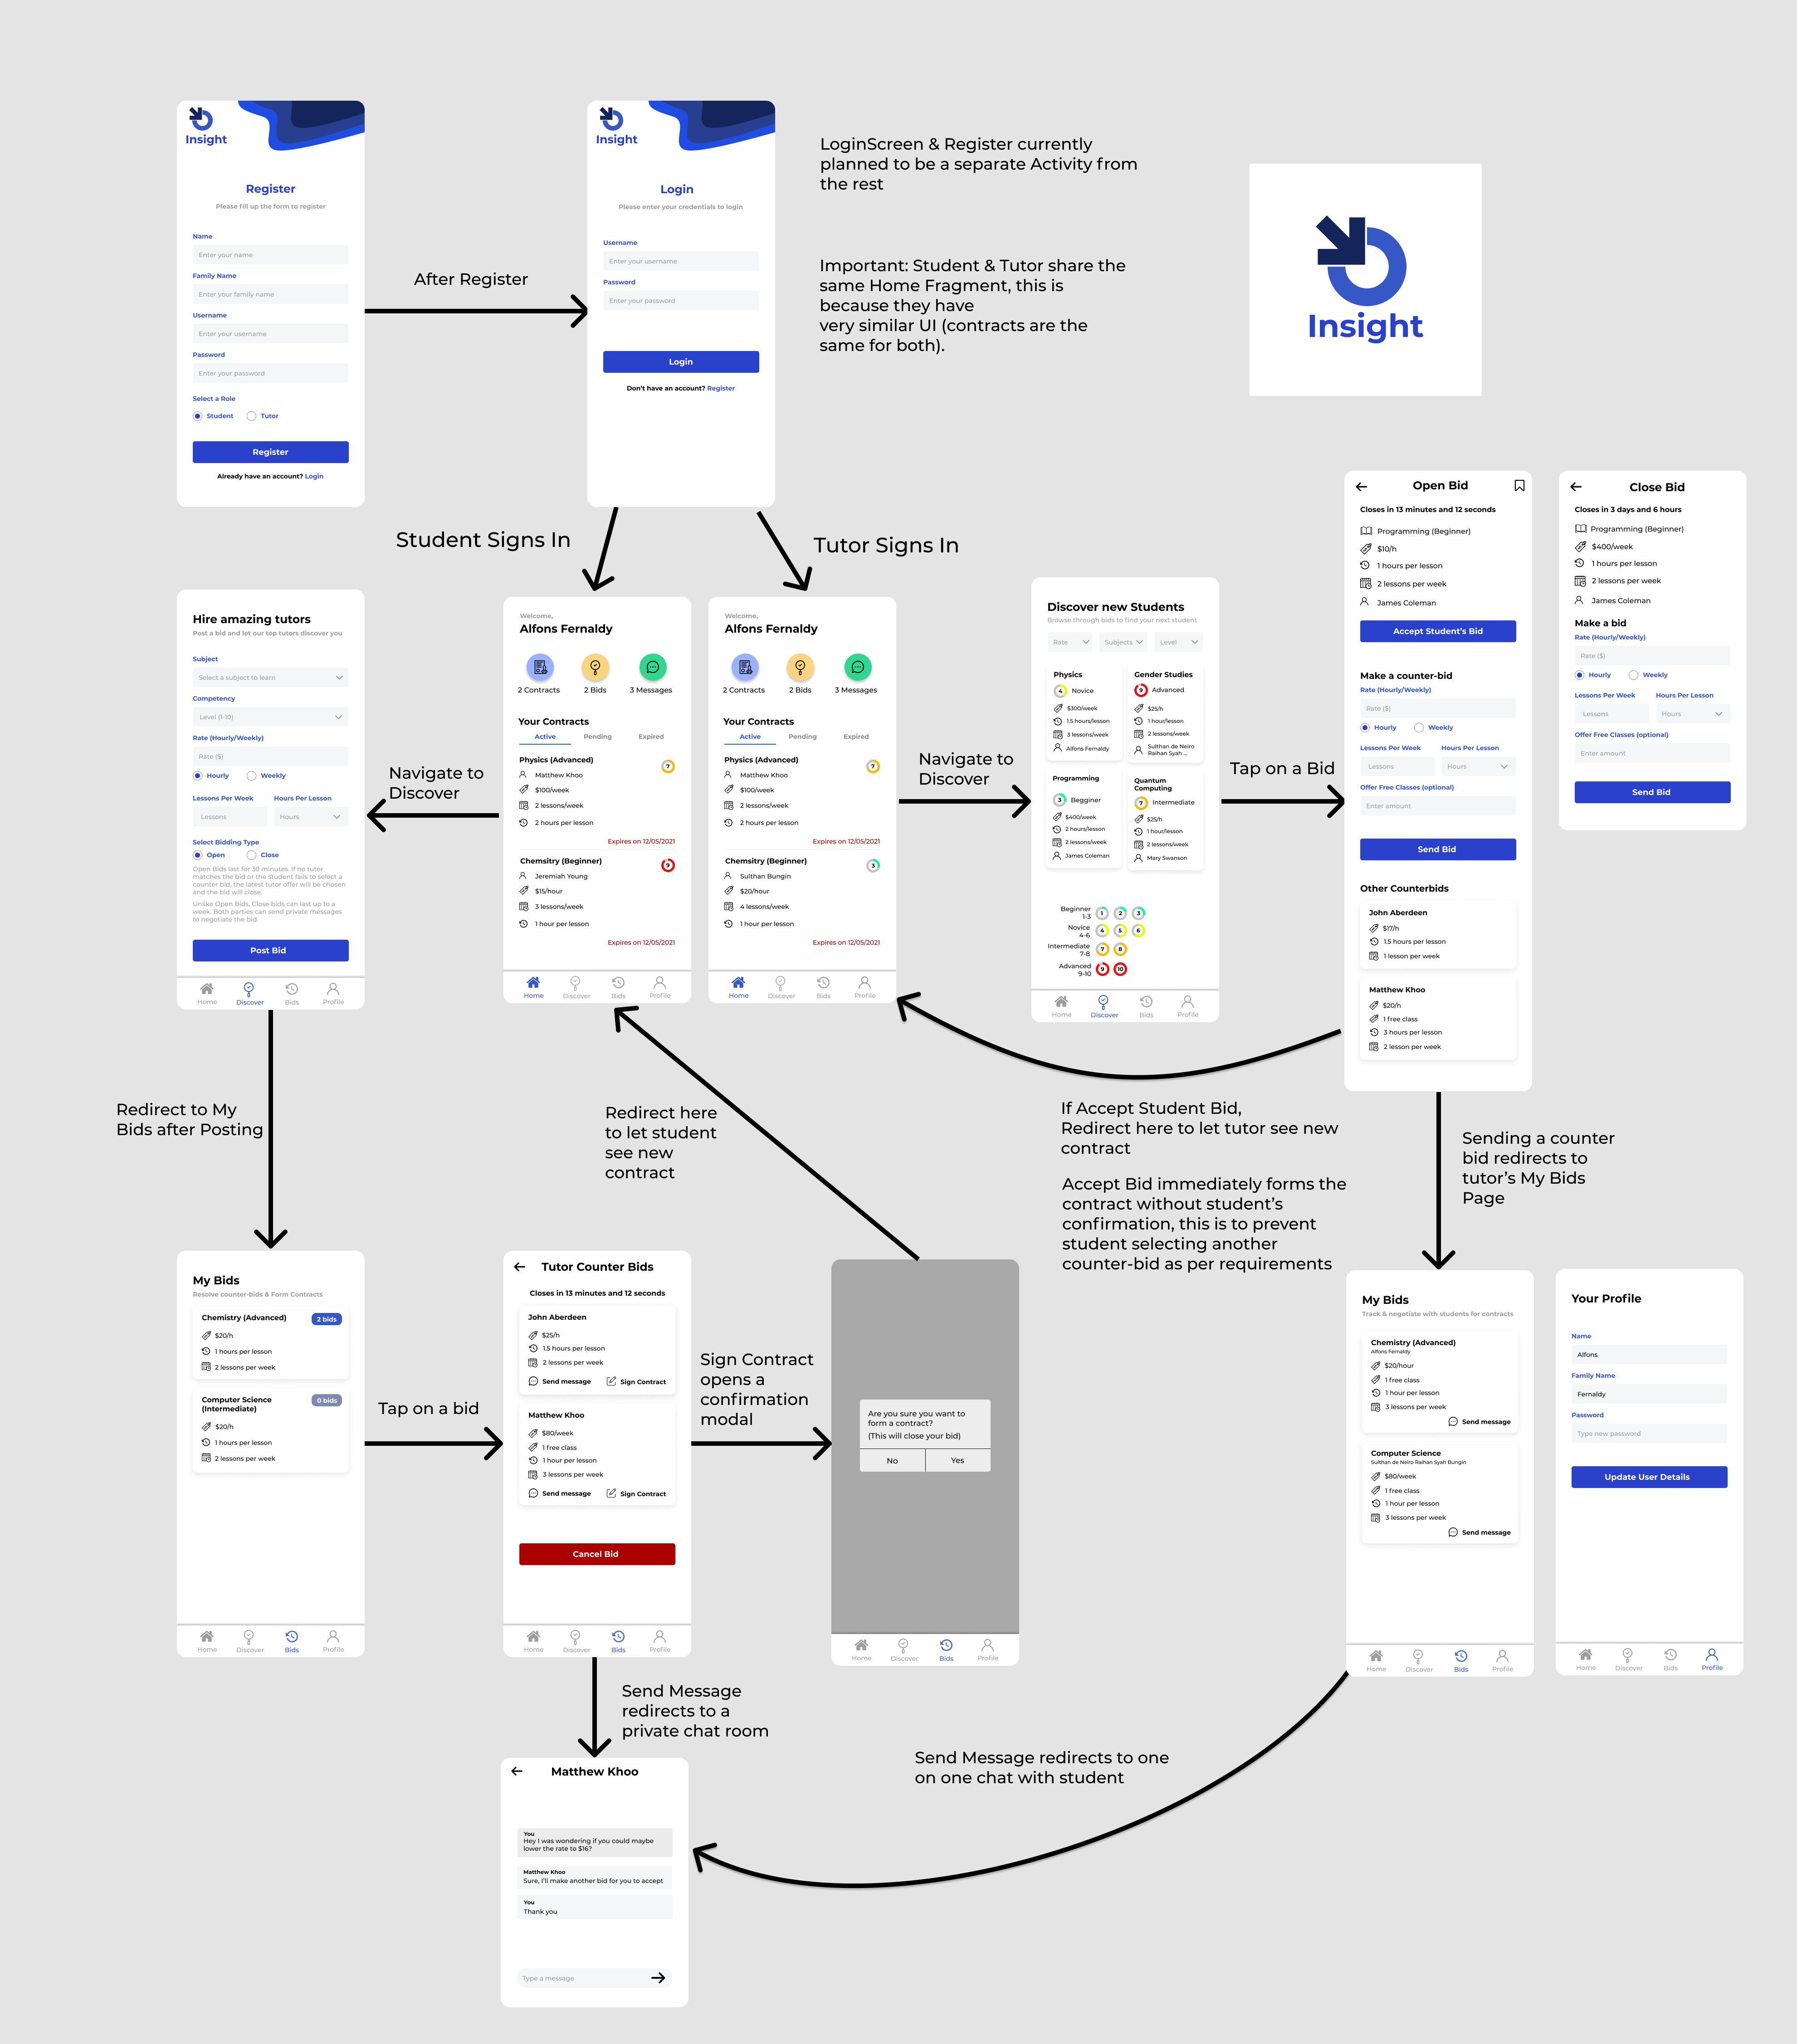 Insight
Register
Please fill up the form to register
Name
Enter your name
Family Name
Enter your family name
Username
Enter your username
Password
Enter your password
Select a Role
Student
Tutor
Register
Already have an account? Login
After Register
Insight
Login
Please enter your credentials to login
Username
Enter your username
Password
Enter your password
Login
Don't have an account? Register
LoginScreen & Register currently
planned to be a separate Activity from
the rest
Important: Student & Tutor share the
same Home Fragment, this is
because they have
very similar UI (contracts are the
same for both).
Insight
Student Signs In
Tutor Signs In
Hire amazing tutors
Post a bid and let our top tutors discover you
Subject
Select a subject to learn
Competency
Level (1-10)
Rate (Hourly/Weekly)
Rate ($)
Hourly
Weekly
Lessons Per Week
Hours Per Lesson
Lessons
Hours
Select Bidding Type
Open
Close
Open Bids last for 30 minutes. If no tutor
matches the bid or the student fails to select a
counter bid, the latest tutor offer will be chosen
and the bid will close.
Unlike Open Bids, Close bids can last up to a
week. Both parties can send private messages
to negotiate the bid.
Post Bid
Home
Discover
Bids
Profile
Navigate to
Discover
Welcome,
Alfons Fernaldy
2 Contracts
2 Bids
3 Messages
Your Contracts
Active
Pending
Expired
Physics (Advanced)
7
Matthew Khoo
$100/week
2 lessons/week
2 hours per lesson
Expires on 12/05/2021
Chemsitry (Beginner)
9
Jeremiah Young
$15/hour
3 lessons/week
1 hour per lesson
Expires on 12/05/2021
Home
Discover
Bids
Profile
Welcome,
Alfons Fernaldy
2 Contracts
2 Bids
3 Messages
Your Contracts
Active
Pending
Expired
Physics (Advanced)
7
Matthew Khoo
$100/week
2 lessons/week
2 hours per lesson
Expires on 12/05/2021
Chemsitry (Beginner)
3
Sulthan Bungin
$20/hour
4 lessons/week
1 hour per lesson
Expires on 12/05/2021
Home
Discover
Bids
Profile
Navigate to
Discover
Discover new Students
Browse through bids to find your next student
Rate
Subjects
Level
Physics
4
Novice
$300/week
1.5 hours/lesson
3 lessons/week
Alfons Fernaldy
Gender Studies
9
Advanced
$25/h
1 hour/lesson
2 lessons/week
Sulthan de Neiro
Raihan Syah ...
Programming
3
Begginer
$400/week
2 hours/lesson
2 lessons/week
James Coleman
Quantum
Computing
7
Intermediate
$25/h
1 hour/lesson
2 lessons/week
Mary Swanson
Beginner
1-3
1 2 3
Novice
4-6
4 5 6
Intermediate
7-8
7 8
Advanced
9-10
9 10
Home
Discover
Bids
Profile
Tap on a Bid
Open Bid
Closes in 13 minutes and 12 seconds
Programming (Beginner)
$10/h
1 hours per lesson
2 lessons per week
James Coleman
Accept Student's Bid
Make a counter-bid
Rate (Hourly/Weekly)
Rate ($)
Hourly
Weekly
Lessons Per Week
Hours Per Lesson
Lessons
Hours
Offer Free Classes (optional)
Enter amount
Send Bid
Other Counterbids
John Aberdeen
$17/h
1.5 hours per lesson
1 lesson per week
Matthew Khoo
$20/h
1 free class
3 hours per lesson
2 lesson per week
Close Bid
Closes in 3 days and 6 hours
Programming (Beginner)
$400/week
1 hours per lesson
2 lessons per week
James Coleman
Make a bid
Rate (Hourly/Weekly)
Rate ($)
Hourly
Weekly
Lessons Per Week
Hours Per Lesson
Lessons
Hours
Offer Free Classes (optional)
Enter amount
Send Bid
Redirect to My
Bids after Posting
Redirect here
to let student
see new
contract
If Accept Student Bid,
Redirect here to let tutor see new
contract
Accept Bid immediately forms the
contract without student's
confirmation, this is to prevent
student selecting another
counter-bid as per requirements
Sending a counter
bid redirects to
tutor's My Bids
Page
My Bids
Resolve counter-bids & Form Contracts
Chemistry (Advanced)
2 bids
$20/h
1 hours per lesson
2 lessons per week
Computer Science
(Intermediate)
0 bids
$20/h
1 hours per lesson
2 lessons per week
Home
Discover
Bids
Profile
Tap on a bid
Tutor Counter Bids
Closes in 13 minutes and 12 seconds
John Aberdeen
$25/h
1.5 hours per lesson
2 lessons per week
Send message
Sign Contract
Matthew Khoo
$80/week
1 free class
1 hour per lesson
3 lessons per week
Send message
Sign Contract
Cancel Bid
Home
Discover
Bids
Profile
Sign Contract
opens a
confirmation
modal
Are you sure you want to
form a contract?
(This will close your bid)
No
Yes
Home
Discover
Bids
Profile
My Bids
Track & negotiate with students for contracts
Chemistry (Advanced)
Alfons Fernaldy
$20/hour
1 free class
1 hour per lesson
3 lessons per week
Send message
Computer Science
Sulthan de Neiro Raihan Syah Bungin
$80/week
1 free class
1 hour per lesson
3 lessons per week
Send message
Home
Discover
Bids
Profile
Your Profile
Name
Alfons
Family Name
Fernaldy
Password
Type new password
Update User Details
Home
Discover
Bids
Profile
Send Message
redirects to a
private chat room
Send Message redirects to one
on one chat with student
Matthew Khoo
You
Hey I was wondering if you could maybe
lower the rate to $16?
Matthew Khoo
Sure, I'll make another bid for you to accept
You
Thank you
Type a message